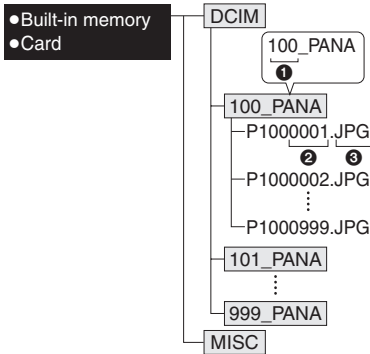 ●Built-in memory
●Card
DCIM
100_PANA
❶
100_PANA
P1000001.JPG
❷ ❸
P1000002.JPG
P1000999.JPG
101_PANA
999_PANA
MISC